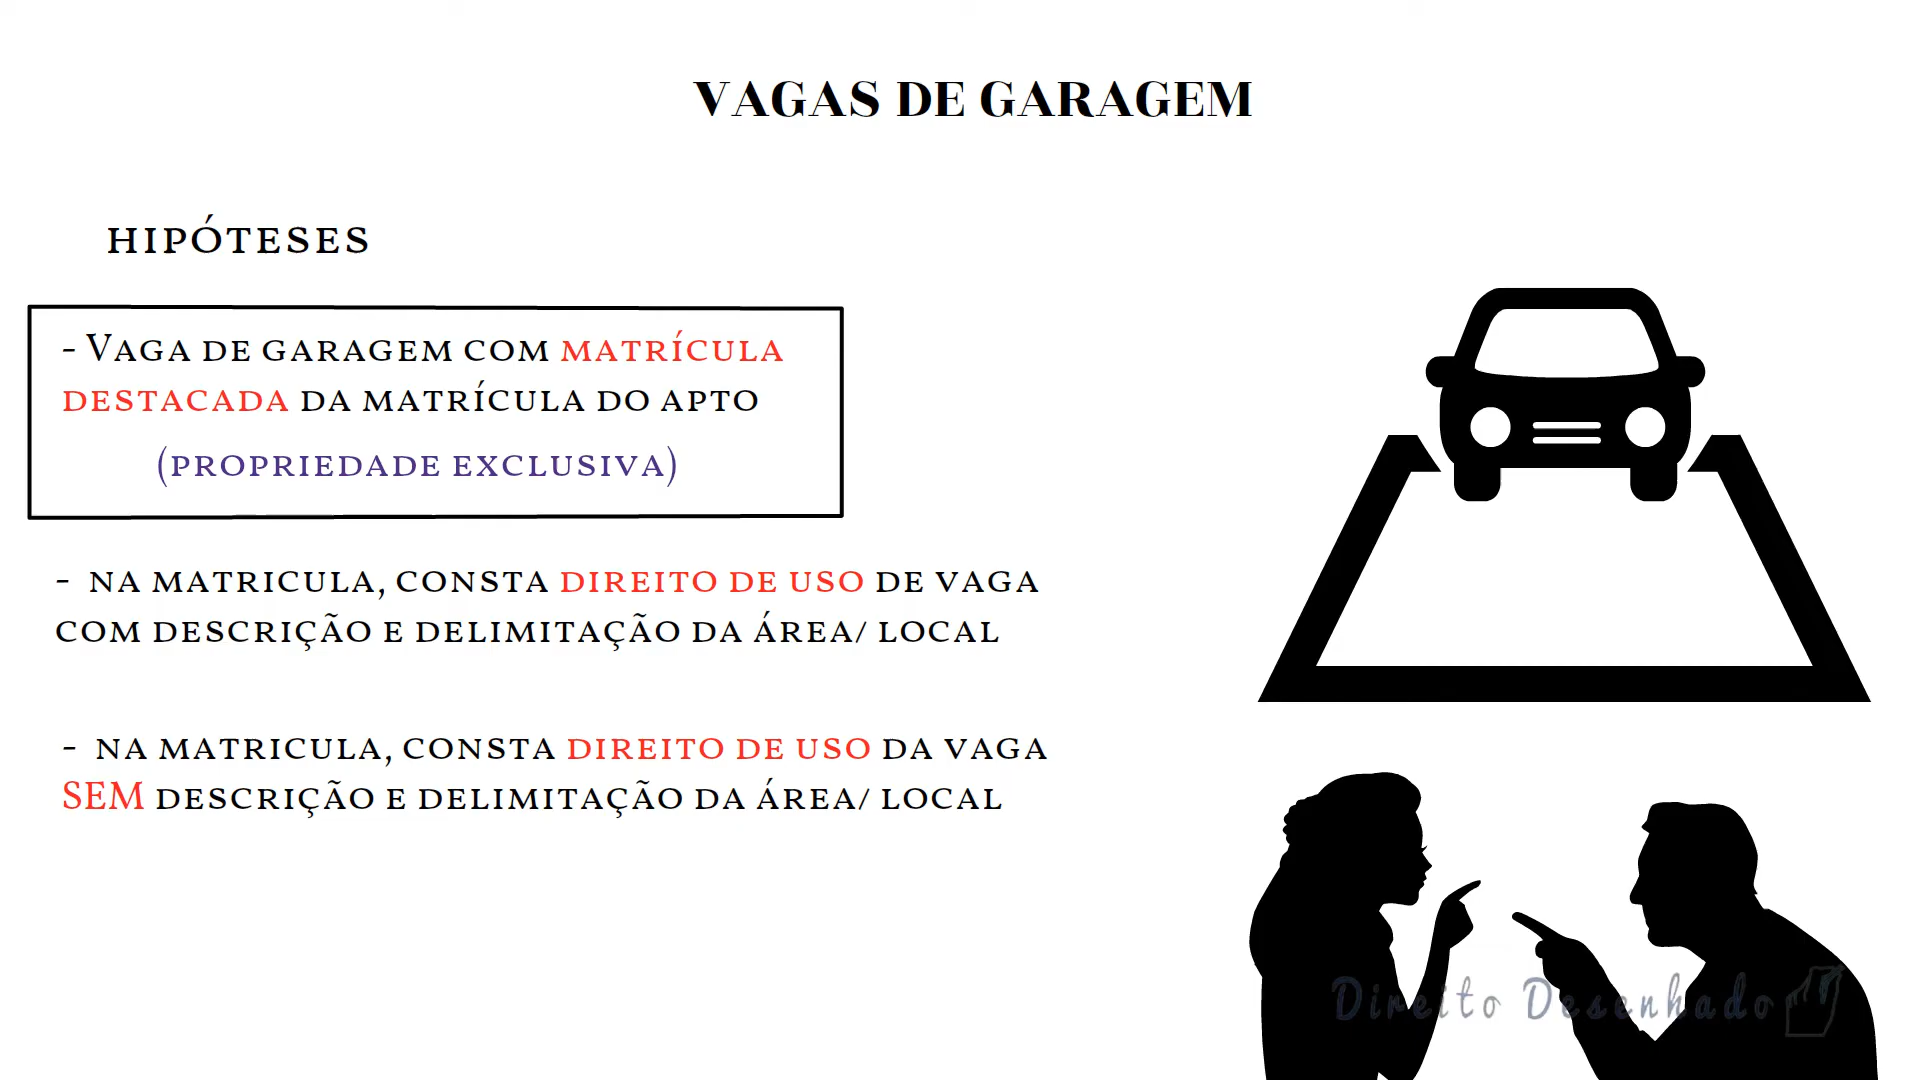 VAGAS DE GARAGEM
HIPÓTESES
- VAGA DE GARAGEM COM MATRÍCULA
DESTACADA DA MATRÍCULA DO APTO
(PROPRIEDADE EXCLUSIVA)
- NA MATRICULA, CONSTA DIREITO DE USO DE VAGA
COM DESCRIÇÃO E DELIMITAÇÃO DA ÁREA/ LOCAL
- NA MATRICULA, CONSTA DIREITO DE USO DA VAGA
SEM DESCRIÇÃO E DELIMITAÇÃO DA ÁREA/ LOCAL
Direito Desenhado